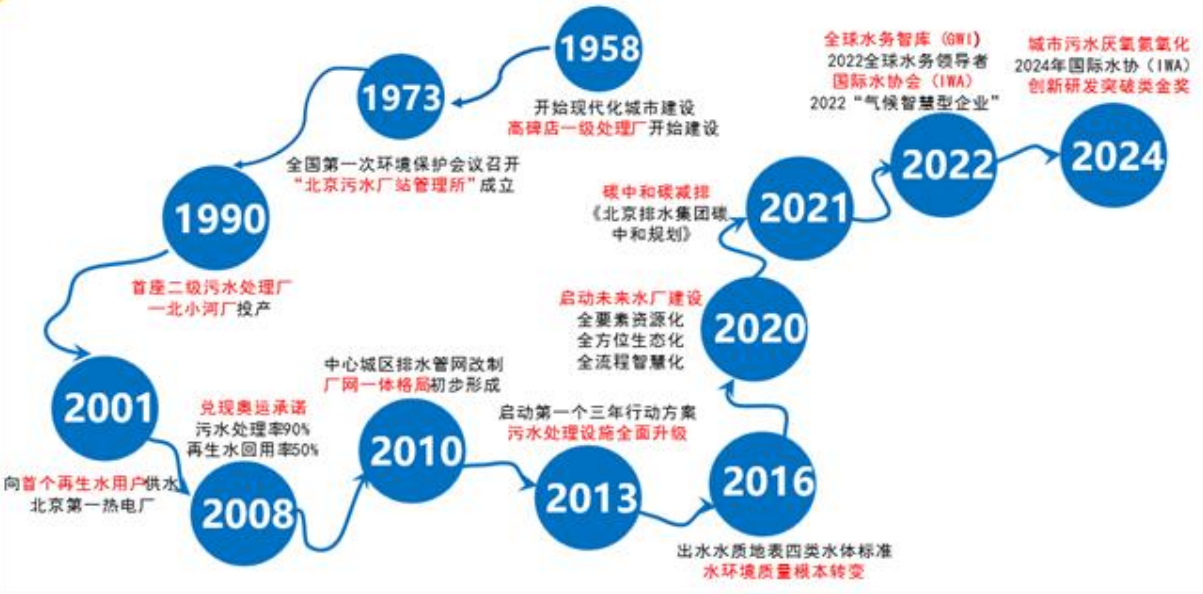 1958
开始现代化城市建设
高碑店一级处理厂开始建设
1973
全国第一次环境保护会议召开
“北京污水厂站管理所”成立
1990
首座二级污水处理厂
—北小河厂投产
2001
向首个再生水用户供水
北京第一热电厂
兑现奥运承诺
污水处理率90%
再生水回用率50%
2008
中心城区排水管网改制
厂网一体格局初步形成
2010
启动第一个三年行动方案
污水处理设施全面升级
2013
2016
出水水质地表四类水体标准
水环境质量根本转变
启动未来水厂建设
全要素资源化
全方位生态化
全流程智慧化
2020
碳中和碳减排
《北京排水集团碳
中和规划》
2021
全球水务智库（GWI）
2022全球水务领导者
国际水协会（IWA）
2022“气候智慧型企业”
2022
城市污水厌氧氨氧化
2024年国际水协（IWA）
创新研发突破类金奖
2024